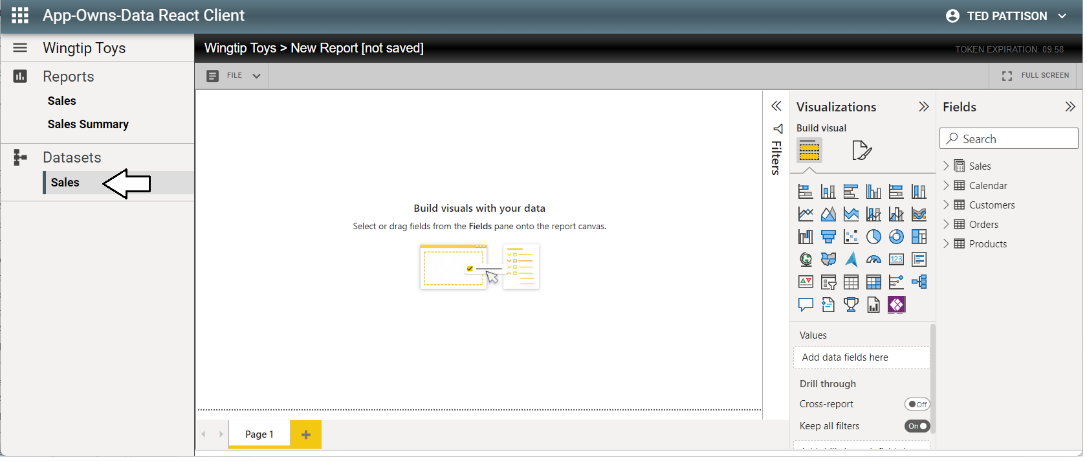 App-Owns-Data React Client
TED PATTISON
Wingtip Toys
Wingtip Toys > New Report [not saved]
TOKEN EXPIRATION: 09:58
Reports
Sales
Sales Summary
Datasets
Sales
FILE
FULL SCREEN
Build visuals with your data
Select or drag fields from the Fields pane onto the report canvas.
Page 1
Filters
Visualizations
Build visual
123
Values
Add data fields here
Drill through
Cross-report
Off
Keep all filters
On
Fields
Search
Sales
Calendar
Customers
Orders
Products